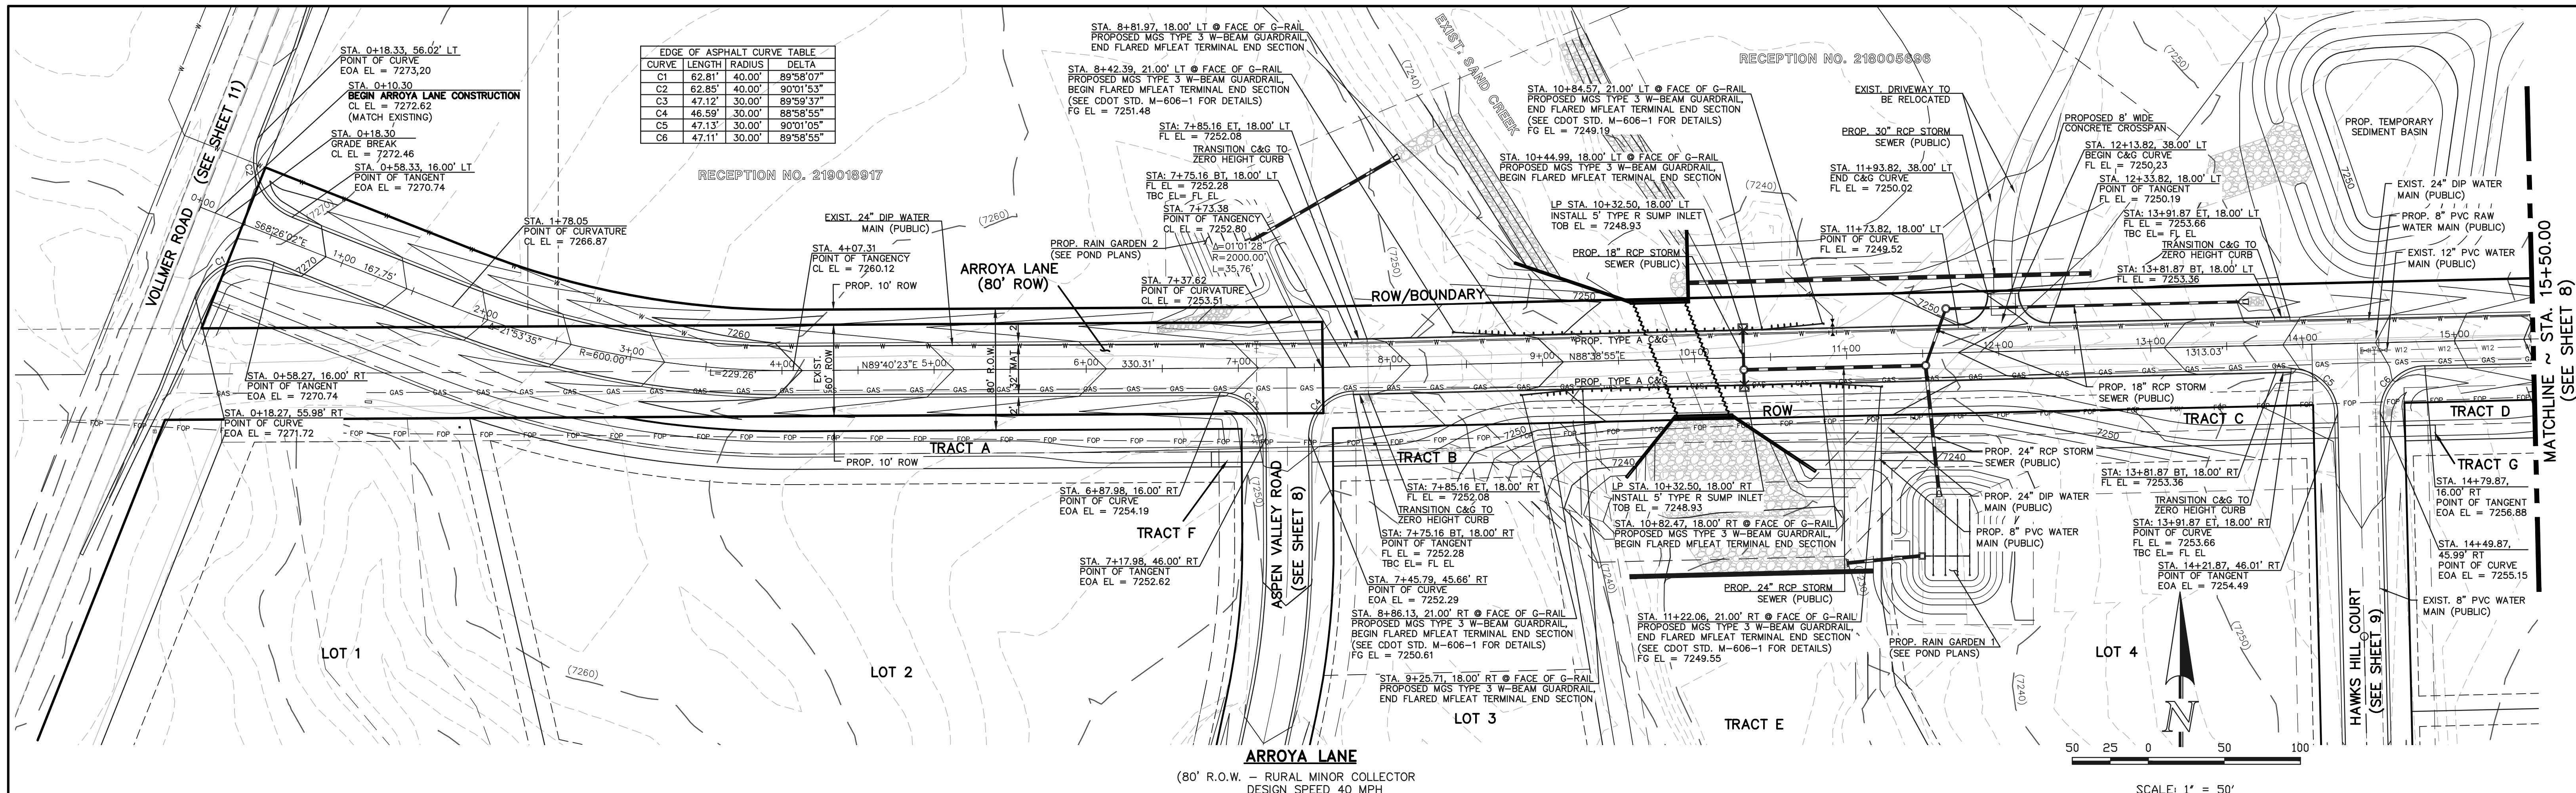 STA. 0+18.33, 56.02' LT
POINT OF CURVE
EOA EL = 7273,20
STA. 0+10.30
BEGIN ARROYA LANE CONSTRUCTION
CL EL = 7272.62
(MATCH EXISTING)
STA. 0+18.30
GRADE BREAK
CL EL = 7272.46
STA. 0+58.33, 16.00' LT
POINT OF TANGENT
EOA EL = 7270.74
VOLLMER ROAD (SEE SHEET 11)
EDGE OF ASPHALT CURVE TABLE
CURVE LENGTH RADIUS DELTA
C1 62.81' 40.00' 89°58'07"
C2 62.85' 40.00' 90°01'53"
C3 47.12' 30.00' 89°59'37"
C4 46.59' 30.00' 88°58'55"
C5 47.13' 30.00' 90°01'05"
C6 47.11' 30.00' 89°58'55"
RECEPTION NO. 219018917
STA. 1+78.05
POINT OF CURVATURE
CL EL = 7266.87
EXIST. 24" DIP WATER
MAIN (PUBLIC)
STA. 4+07.31
POINT OF TANGENCY
CL EL = 7260.12
PROP. 10' ROW
ARROYA LANE
(80' ROW)
PROP. RAIN GARDEN 2
(SEE POND PLANS)
STA. 8+81.97, 18.00' LT @ FACE OF G-RAIL
PROPOSED MGS TYPE 3 W-BEAM GUARDRAIL,
END FLARED MFLEAT TERMINAL END SECTION
STA. 8+42.39, 21.00' LT @ FACE OF G-RAIL
PROPOSED MGS TYPE 3 W-BEAM GUARDRAIL,
BEGIN FLARED MFLEAT TERMINAL END SECTION
(SEE CDOT STD. M-606-1 FOR DETAILS)
FG EL = 7251.48
STA: 7+85.16 ET, 18.00' LT
FL EL = 7252.08
TRANSITION C&G TO
ZERO HEIGHT CURB
STA: 7+75.16 BT, 18.00' LT
FL EL = 7252.28
TBC EL= FL EL
STA. 7+73.38
POINT OF TANGENCY
CL EL = 7252.80
Δ=01°01'28"
R=2000.00'
L=35.76'
STA. 7+37.62
POINT OF CURVATURE
CL EL = 7253.51
EXIST. SAND CREEK
RECEPTION NO. 218005696
STA. 10+84.57, 21.00' LT @ FACE OF G-RAIL
PROPOSED MGS TYPE 3 W-BEAM GUARDRAIL,
END FLARED MFLEAT TERMINAL END SECTION
(SEE CDOT STD. M-606-1 FOR DETAILS)
FG EL = 7249.19
STA. 10+44.99, 18.00' LT @ FACE OF G-RAIL
PROPOSED MGS TYPE 3 W-BEAM GUARDRAIL,
BEGIN FLARED MFLEAT TERMINAL END SECTION
LP STA. 10+32.50, 18.00' LT
INSTALL 5' TYPE R SUMP INLET
TOB EL = 7248.93
PROP. 18" RCP STORM
SEWER (PUBLIC)
EXIST. DRIVEWAY TO
BE RELOCATED
PROP. 30" RCP STORM
SEWER (PUBLIC)
STA. 11+93.82, 38.00' LT
END C&G CURVE
FL EL = 7250.02
STA. 11+73.82, 18.00' LT
POINT OF CURVE
FL EL = 7249.52
PROPOSED 8' WIDE
CONCRETE CROSSPAN
STA. 12+13.82, 38.00' LT
BEGIN C&G CURVE
FL EL = 7250.23
STA. 12+33.82, 18.00' LT
POINT OF TANGENT
FL EL = 7250.19
STA: 13+91.87 ET, 18.00' LT
FL EL = 7253.66
TBC EL= FL EL
TRANSITION C&G TO
ZERO HEIGHT CURB
STA: 13+81.87 BT, 18.00' LT
FL EL = 7253.36
PROP. TEMPORARY
SEDIMENT BASIN
EXIST. 24" DIP WATER
MAIN (PUBLIC)
PROP. 8" PVC RAW
WATER MAIN (PUBLIC)
EXIST. 12" PVC WATER
MAIN (PUBLIC)
MATCHLINE ~ STA. 15+50.00
(SEE SHEET 8)
0+00
S68°26'02"E
1+00
167.75'
2+00
21°53'35"
R=600.00'
3+00
L=229.26'
4+00
EXIST.
60' ROW
N89°40'23"E
5+00
80' R.O.W.
32' MAT
6+00
330.31'
7+00
8+00
9+00
N88°38'55"E
10+00
11+00
12+00
13+00
1313.03'
14+00
15+00
ROW/BOUNDARY
PROP. TYPE A C&G
PROP. TYPE A C&G
ROW
STA. 0+58.27, 16.00' RT
POINT OF TANGENT
EOA EL = 7270.74
STA. 0+18.27, 55.98' RT
POINT OF CURVE
EOA EL = 7271.72
TRACT A
PROP. 10' ROW
STA. 6+87.98, 16.00' RT
POINT OF CURVE
EOA EL = 7254.19
TRACT F
STA. 7+17.98, 46.00' RT
POINT OF TANGENT
EOA EL = 7252.62
ASPEN VALLEY ROAD
(SEE SHEET 8)
TRACT B
STA: 7+85.16 ET, 18.00' RT
FL EL = 7252.08
TRANSITION C&G TO
ZERO HEIGHT CURB
STA: 7+75.16 BT, 18.00' RT
POINT OF TANGENT
FL EL = 7252.28
TBC EL= FL EL
STA. 7+45.79, 45.66' RT
POINT OF CURVE
EOA EL = 7252.29
STA. 8+86.13, 21.00' RT @ FACE OF G-RAIL
PROPOSED MGS TYPE 3 W-BEAM GUARDRAIL,
BEGIN FLARED MFLEAT TERMINAL END SECTION
(SEE CDOT STD. M-606-1 FOR DETAILS)
FG EL = 7250.61
STA. 9+25.71, 18.00' RT @ FACE OF G-RAIL
PROPOSED MGS TYPE 3 W-BEAM GUARDRAIL,
END FLARED MFLEAT TERMINAL END SECTION
LP STA. 10+32.50, 18.00' RT
INSTALL 5' TYPE R SUMP INLET
TOB EL = 7248.93
STA. 10+82.47, 18.00' RT @ FACE OF G-RAIL
PROPOSED MGS TYPE 3 W-BEAM GUARDRAIL,
BEGIN FLARED MFLEAT TERMINAL END SECTION
PROP. 24" RCP STORM
SEWER (PUBLIC)
STA. 11+22.06, 21.00' RT @ FACE OF G-RAIL
PROPOSED MGS TYPE 3 W-BEAM GUARDRAIL,
END FLARED MFLEAT TERMINAL END SECTION
(SEE CDOT STD. M-606-1 FOR DETAILS)
FG EL = 7249.55
PROP. RAIN GARDEN 1
(SEE POND PLANS)
PROP. 18" RCP STORM
SEWER (PUBLIC)
TRACT C
PROP. 24" RCP STORM
SEWER (PUBLIC)
PROP. 24" DIP WATER
MAIN (PUBLIC)
PROP. 8" PVC WATER
MAIN (PUBLIC)
STA: 13+81.87 BT, 18.00' RT
FL EL = 7253.36
TRANSITION C&G TO
ZERO HEIGHT CURB
STA: 13+91.87 ET, 18.00' RT
POINT OF CURVE
FL EL = 7253.66
TBC EL= FL EL
STA. 14+21.87, 46.01' RT
POINT OF TANGENT
EOA EL = 7254.49
TRACT D
TRACT G
STA. 14+79.87,
16.00' RT
POINT OF TANGENT
EOA EL = 7256.88
STA. 14+49.87,
45.99' RT
POINT OF CURVE
EOA EL = 7255.15
EXIST. 8" PVC WATER
MAIN (PUBLIC)
HAWKS HILL COURT
(SEE SHEET 9)
LOT 1
LOT 2
LOT 3
TRACT E
LOT 4
N
ARROYA LANE
(80' R.O.W. – RURAL MINOR COLLECTOR
DESIGN SPEED 40 MPH
50 25 0 50 100
SCALE: 1" = 50'